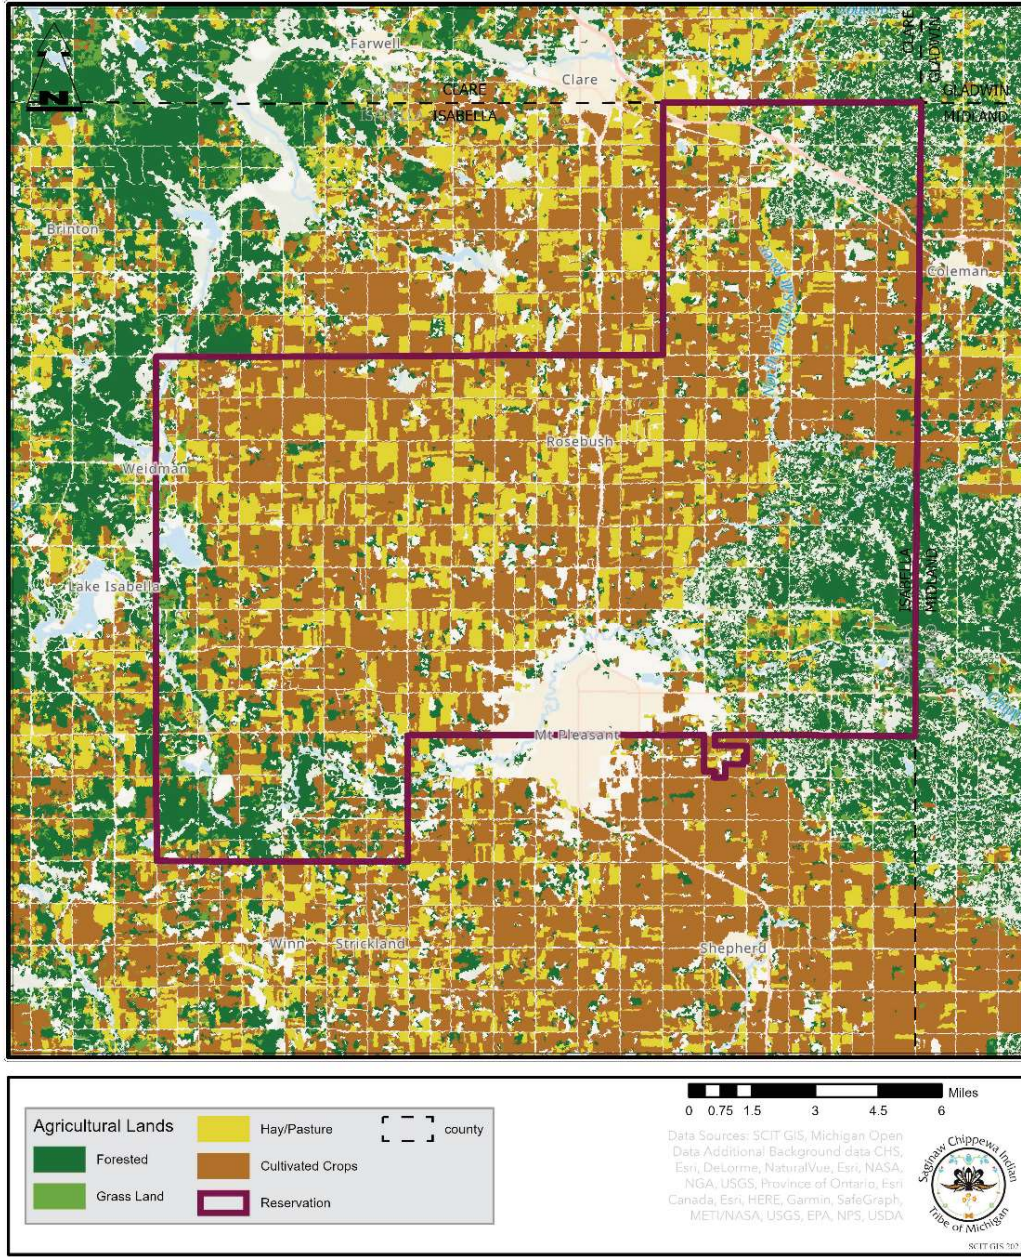 N
Farwell
Clare
CLARE
ISABELLA
CLARE
GLADWIN
GLADWIN
MIDLAND
Brinton
Coleman
Rosebush
Weidman
Lake Isabella
ISABELLA
MIDLAND
Mt Pleasant
Winn
Strickland
Shepherd
Agricultural Lands
Forested
Grass Land
Hay/Pasture
Cultivated Crops
Reservation
county
Miles
0 0.75 1.5 3 4.5 6
Data Sources: SCIT GIS, Michigan Open
Data Additional Background data CHS,
Esri, DeLorme, NaturalVue, Esri, NASA,
NGA, USGS, Province of Ontario, Esri
Canada, Esri, HERE, Garmin, SafeGraph,
METI/NASA, USGS, EPA, NPS, USDA
Saginaw Chippewa Indian
Tribe of Michigan
SCIT GIS 202